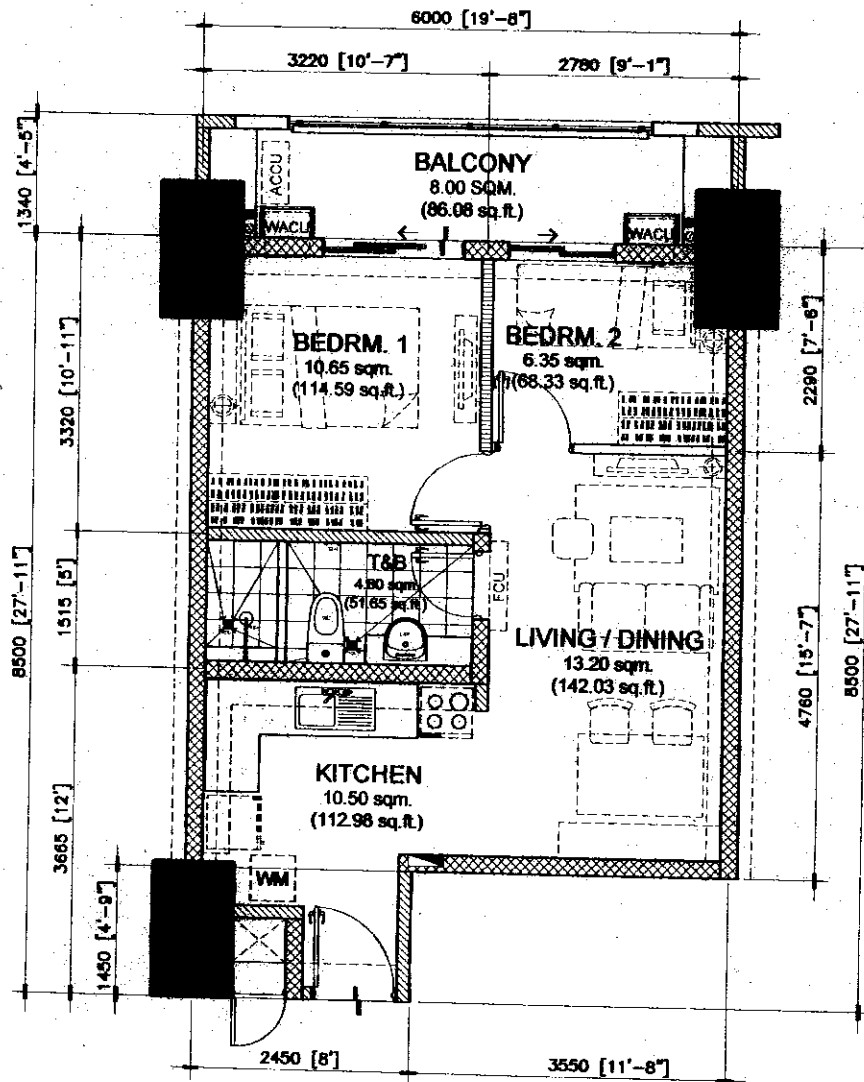 6000 [19'-8"]
3220 [10'-7"]
2780 [9'-1"]
1340 [4'-5"]
BALCONY
8.00 SQM.
(86.08 sq.ft.)
ACCU
WACU
WACU
BEDRM. 1
10.65 sqm.
(114.59 sq.ft.)
BEDRM. 2
6.35 sqm.
(68.33 sq.ft.)
3320 [10'-11"]
2290 [7'-6"]
8500 [27'-11"]
1515 [5']
T&B
4.80 sqm.
(51.65 sq.ft.)
FCU
LIVING / DINING
13.20 sqm.
(142.03 sq.ft.)
4760 [15'-7"]
8500 [27'-11"]
KITCHEN
10.50 sqm.
(112.98 sq.ft.)
3665 [12']
WM
1450 [4'-9"]
2450 [8']
3550 [11'-8"]